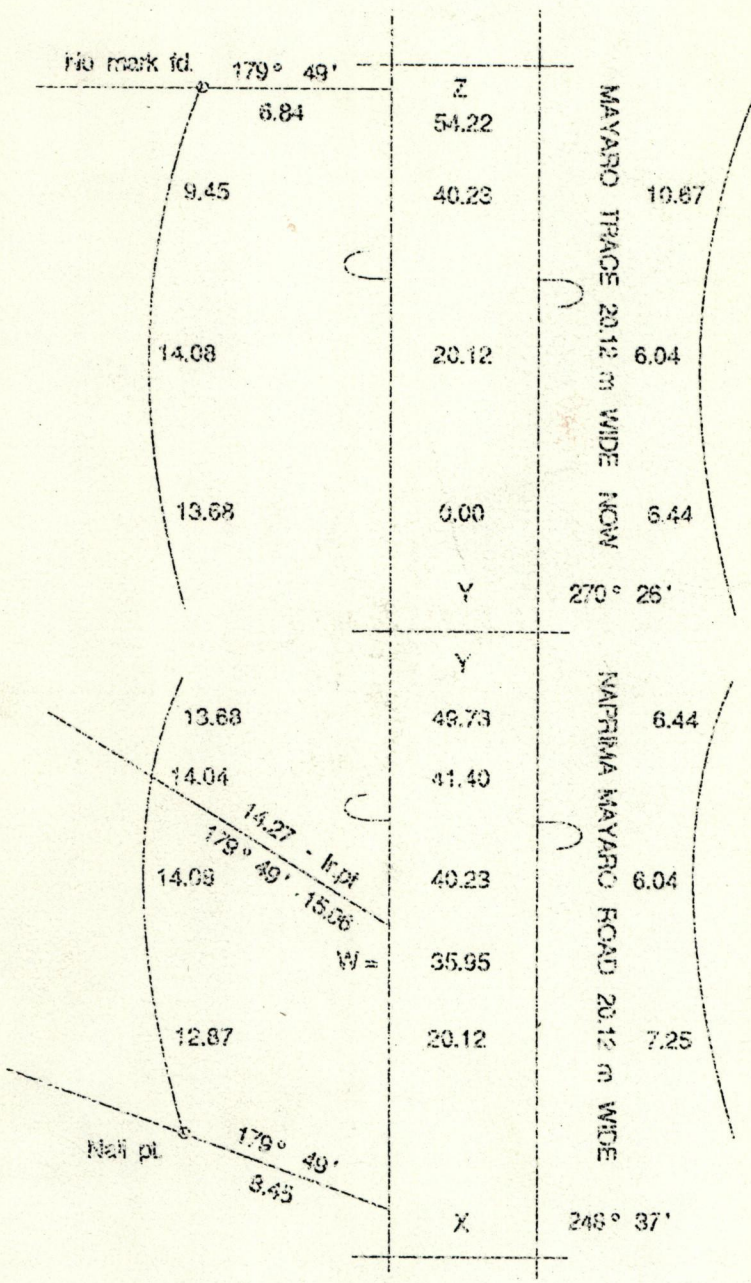 No mark fd.
179° 49'
6.84
Z
54.22
9.45
40.23
10.67
14.08
20.12
6.04
13.68
0.00
6.44
Y
270° 26'
MAYARO TRACE 20.12 m WIDE NOW
Y
13.68
49.73
6.44
14.04
41.40
14.27 - Ir.pt
179° 49' .15.06
14.08
40.23
6.04
W =
35.95
12.87
20.12
7.25
Nail pt.
179° 49'
8.45
X
248° 37'
NAPRIMA MAYARO ROAD 20.12 m WIDE